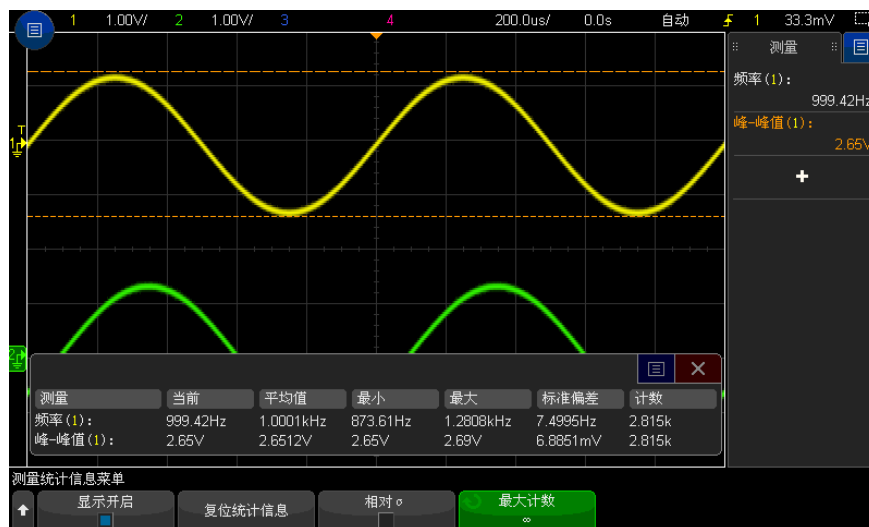 1 1.00V/ 2 1.00V/ 3 4 200.0us/ 0.0s 自动 1 33.3mV
测量
频率(1):
999.42Hz
峰-峰值(1):
2.65V
+
T
1
2
测量 当前 平均值 最小 最大 标准偏差 计数
频率(1): 999.42Hz 1.0001kHz 873.61Hz 1.2808kHz 7.4995Hz 2.815k
峰-峰值(1): 2.65V 2.6512V 2.65V 2.69V 6.8851mV 2.815k
测量统计信息菜单
显示开启 复位统计信息 相对σ 最大计数
∞